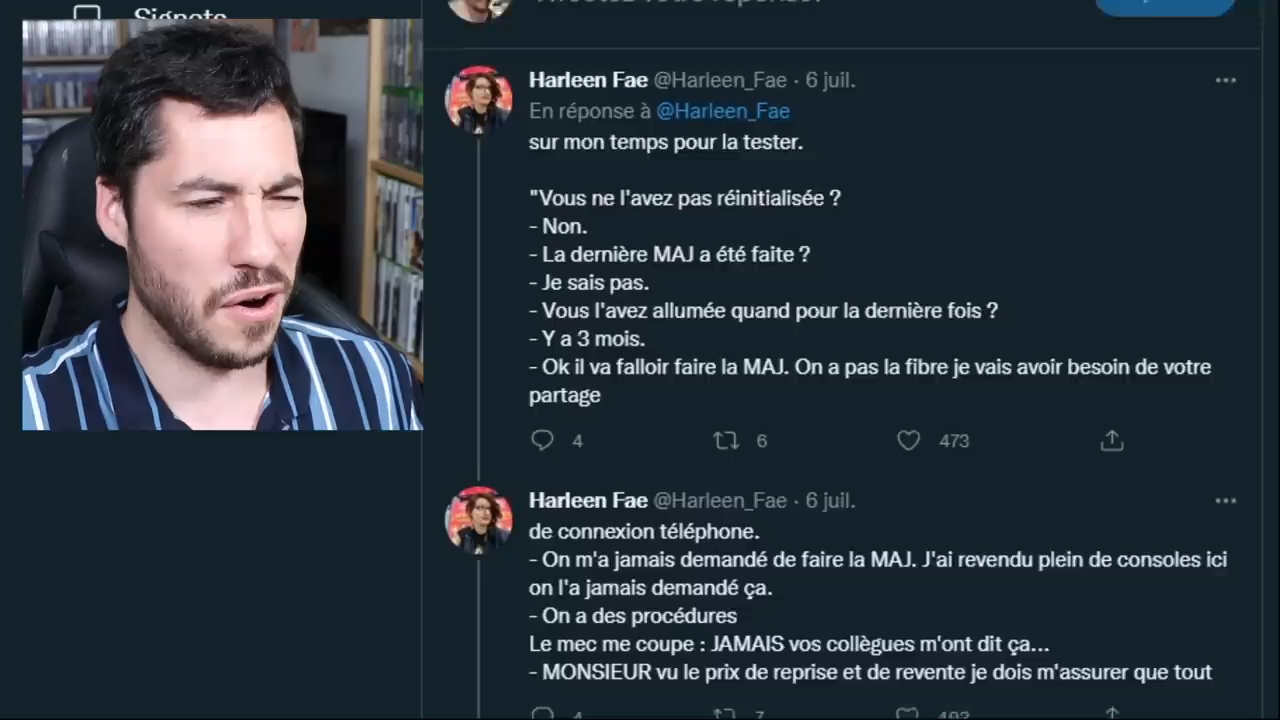 Signets
Harleen Fae @Harleen_Fae · 6 juil.
En réponse à @Harleen_Fae
sur mon temps pour la tester.
"Vous ne l'avez pas réinitialisée ?
- Non.
- La dernière MAJ a été faite ?
- Je sais pas.
- Vous l'avez allumée quand pour la dernière fois ?
- Y a 3 mois.
- Ok il va falloir faire la MAJ. On a pas la fibre je vais avoir besoin de votre
partage
4 6 473
Harleen Fae @Harleen_Fae · 6 juil.
de connexion téléphone.
- On m'a jamais demandé de faire la MAJ. J'ai revendu plein de consoles ici
on l'a jamais demandé ça.
- On a des procédures
Le mec me coupe : JAMAIS vos collègues m'ont dit ça...
- MONSIEUR vu le prix de reprise et de revente je dois m'assurer que tout
4 7